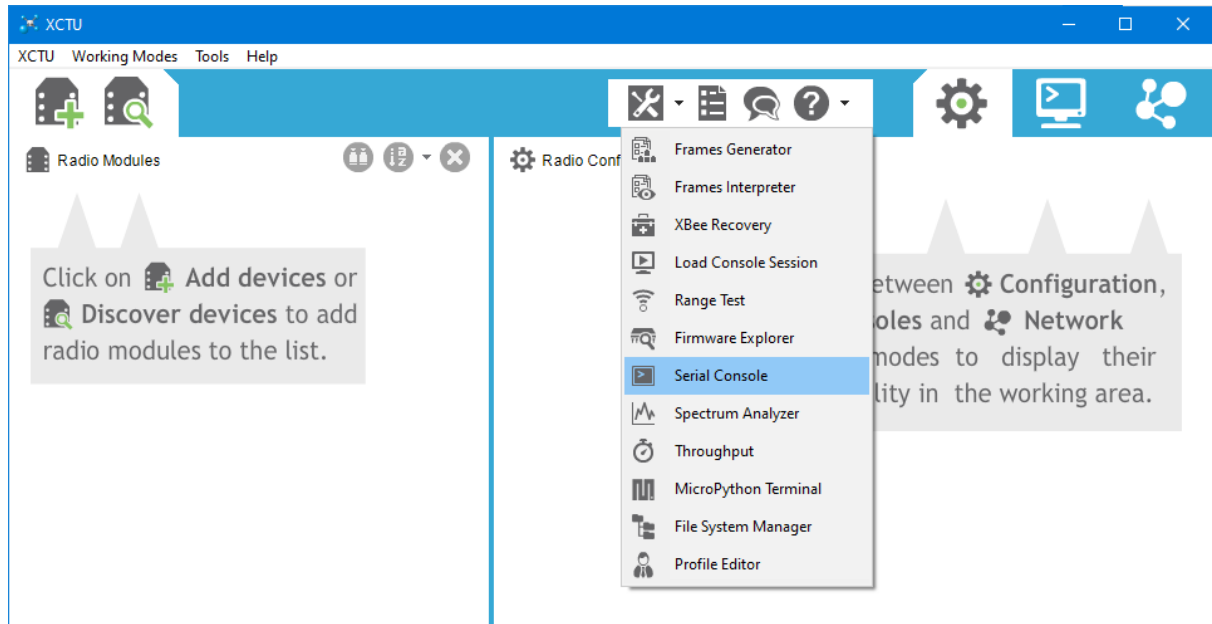 XCTU
XCTU Working Modes Tools Help
Radio Modules
Radio Conf
Click on Add devices or
Discover devices to add
radio modules to the list.
Frames Generator
Frames Interpreter
XBee Recovery
Load Console Session
Range Test
Firmware Explorer
Serial Console
Spectrum Analyzer
Throughput
MicroPython Terminal
File System Manager
Profile Editor
etween Configuration,
oles and Network
modes to display their
lity in the working area.